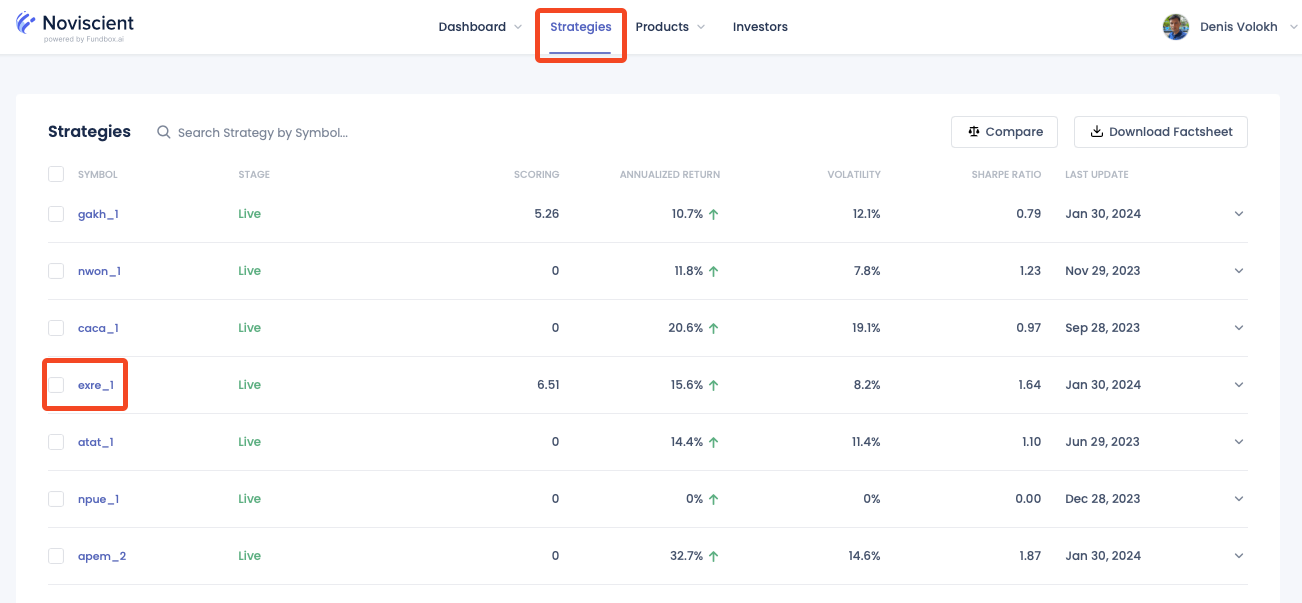 Noviscient
powered by Fundbox.ai
Dashboard Strategies Products Investors Denis Volokh
Strategies Search Strategy by Symbol... Compare Download Factsheet
SYMBOL STAGE SCORING ANNUALIZED RETURN VOLATILITY SHARPE RATIO LAST UPDATE
gakh_1 Live 5.26 10.7% ↑ 12.1% 0.79 Jan 30, 2024
nwon_1 Live 0 11.8% ↑ 7.8% 1.23 Nov 29, 2023
caca_1 Live 0 20.6% ↑ 19.1% 0.97 Sep 28, 2023
exre_1 Live 6.51 15.6% ↑ 8.2% 1.64 Jan 30, 2024
atat_1 Live 0 14.4% ↑ 11.4% 1.10 Jun 29, 2023
npue_1 Live 0 0% ↑ 0% 0.00 Dec 28, 2023
apem_2 Live 0 32.7% ↑ 14.6% 1.87 Jan 30, 2024